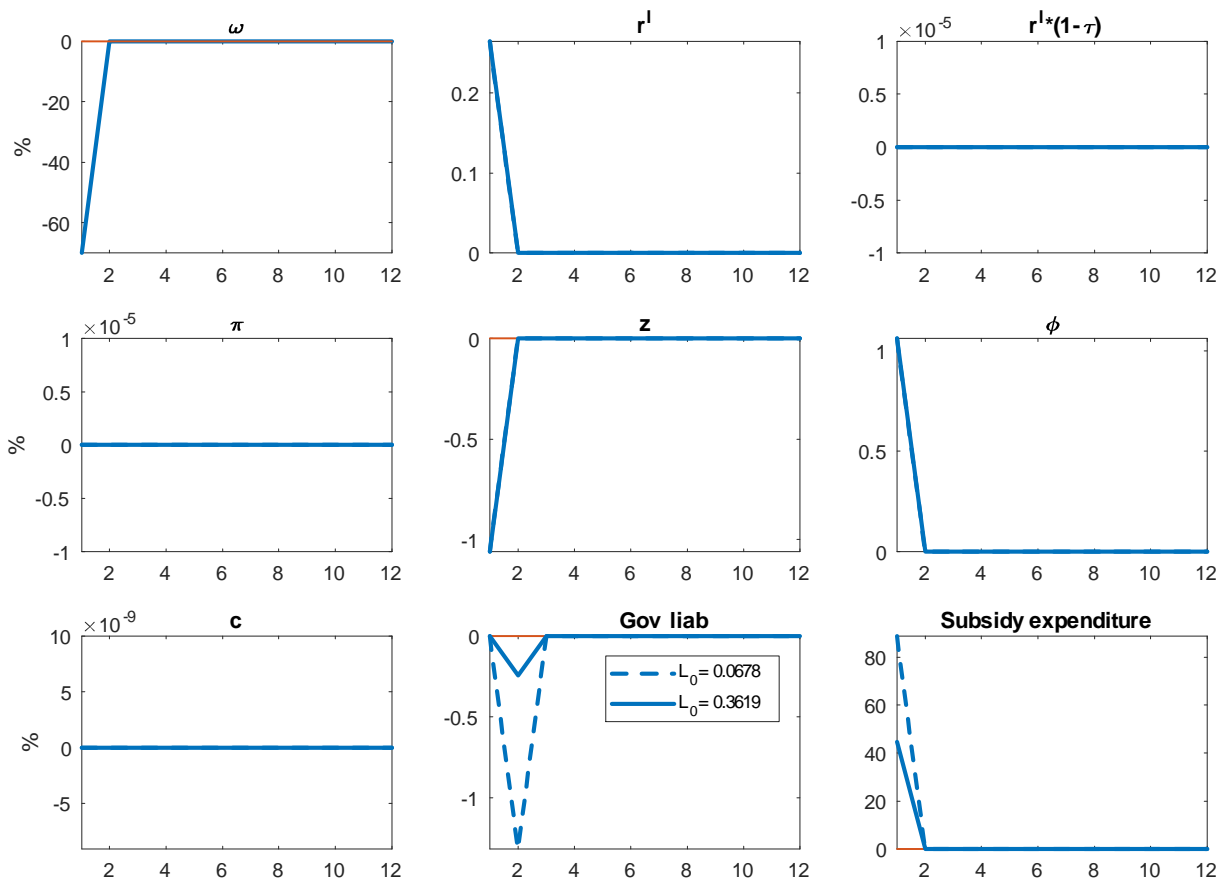 ω
0
-20
-40
-60
%
2 4 6 8 10 12
r^l
0.2
0.1
0
2 4 6 8 10 12
× 10^-5
r^l*(1-τ)
1
0.5
0
-0.5
-1
2 4 6 8 10 12
× 10^-5
π
1
0.5
0
-0.5
-1
%
2 4 6 8 10 12
z
0
-0.5
-1
2 4 6 8 10 12
ϕ
1
0.5
0
2 4 6 8 10 12
× 10^-9
c
10
5
0
-5
%
2 4 6 8 10 12
Gov liab
0
-0.5
-1
L_0= 0.0678
L_0= 0.3619
2 4 6 8 10 12
Subsidy expenditure
80
60
40
20
0
2 4 6 8 10 12